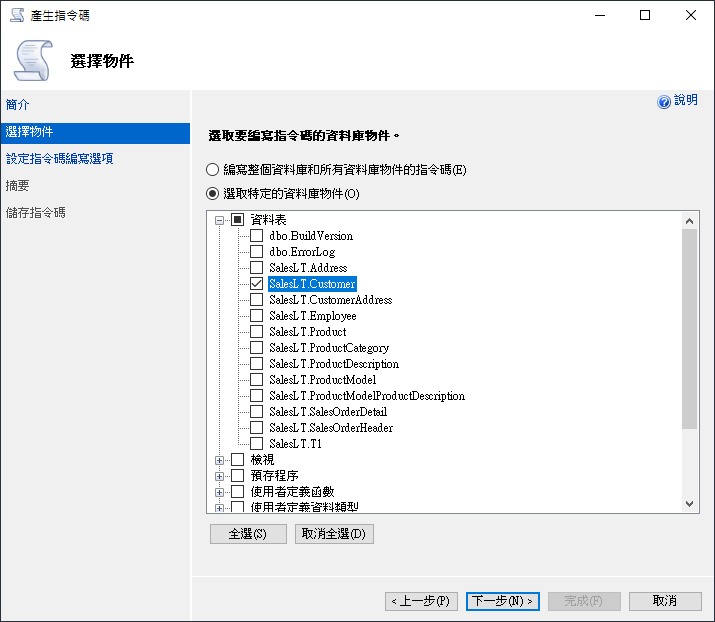 產生指令碼
選擇物件
簡介
選擇物件
設定指令碼編寫選項
摘要
儲存指令碼
說明
選取要編寫指令碼的資料庫物件。
編寫整個資料庫和所有資料庫物件的指令碼(E)
選取特定的資料庫物件(O)
資料表
dbo.BuildVersion
dbo.ErrorLog
SalesLT.Address
SalesLT.Customer
SalesLT.CustomerAddress
SalesLT.Employee
SalesLT.Product
SalesLT.ProductCategory
SalesLT.ProductDescription
SalesLT.ProductModel
SalesLT.ProductModelProductDescription
SalesLT.SalesOrderDetail
SalesLT.SalesOrderHeader
SalesLT.T1
檢視
預存程序
使用者定義函數
使用者定義資料類型
全選(S)
取消全選(D)
< 上一步(P)
下一步(N) >
完成(F)
取消